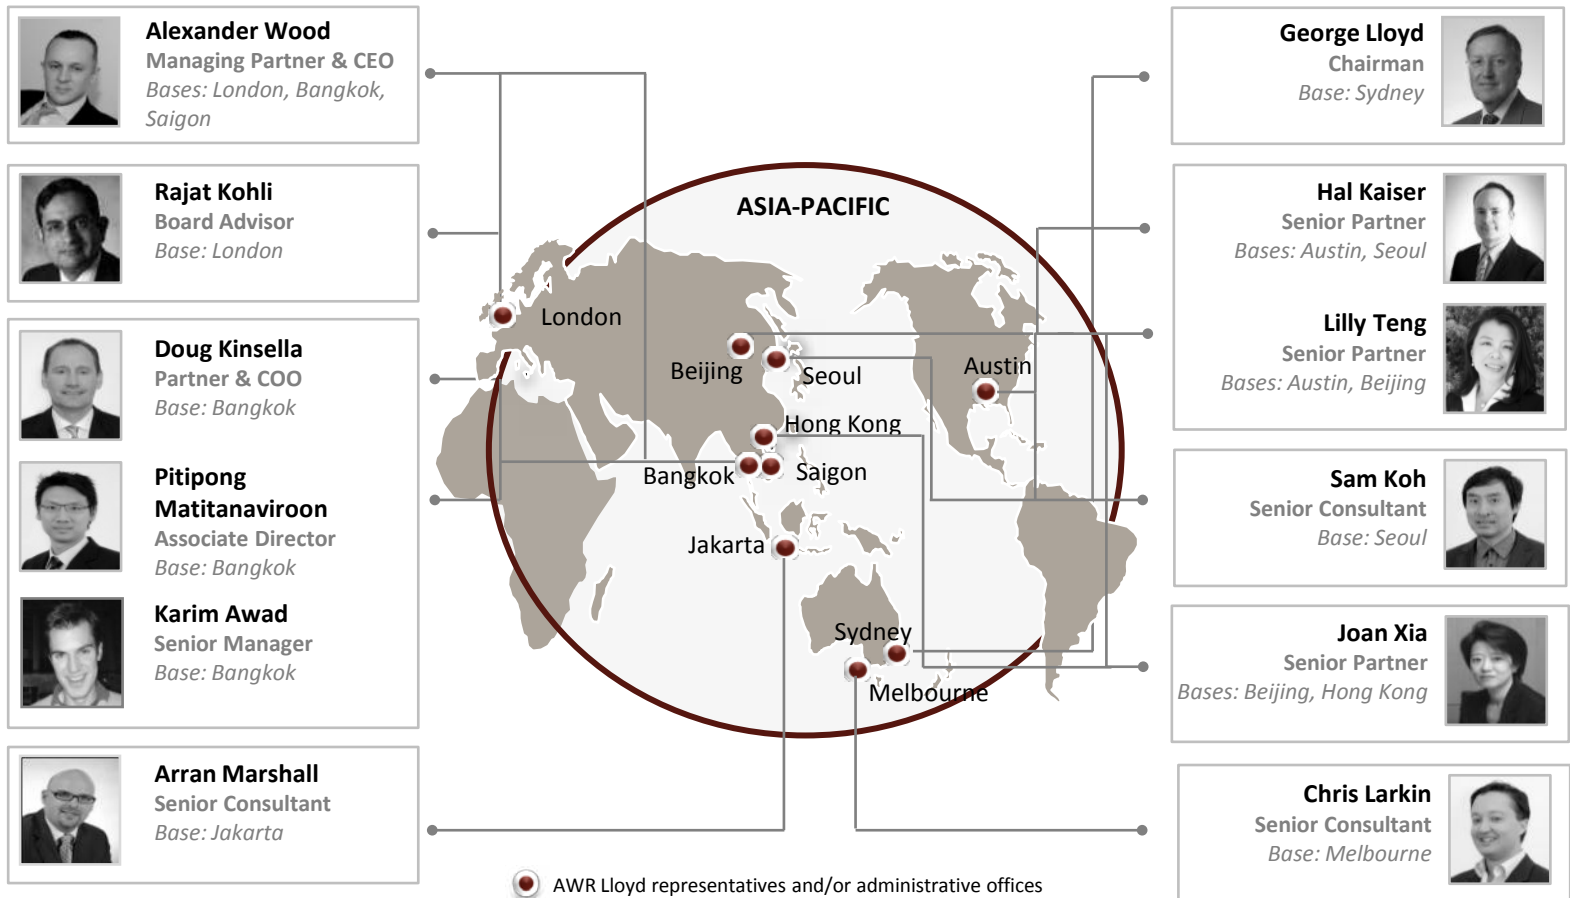 Alexander Wood
Managing Partner & CEO
Bases: London, Bangkok,
Saigon
Rajat Kohli
Board Advisor
Base: London
Doug Kinsella
Partner & COO
Base: Bangkok
Pitipong
Matitanaviroon
Associate Director
Base: Bangkok
Karim Awad
Senior Manager
Base: Bangkok
Arran Marshall
Senior Consultant
Base: Jakarta
ASIA-PACIFIC
London
Beijing
Seoul
Austin
Hong Kong
Bangkok
Saigon
Jakarta
Sydney
Melbourne
AWR Lloyd representatives and/or administrative offices
George Lloyd
Chairman
Base: Sydney
Hal Kaiser
Senior Partner
Bases: Austin, Seoul
Lilly Teng
Senior Partner
Bases: Austin, Beijing
Sam Koh
Senior Consultant
Base: Seoul
Joan Xia
Senior Partner
Bases: Beijing, Hong Kong
Chris Larkin
Senior Consultant
Base: Melbourne